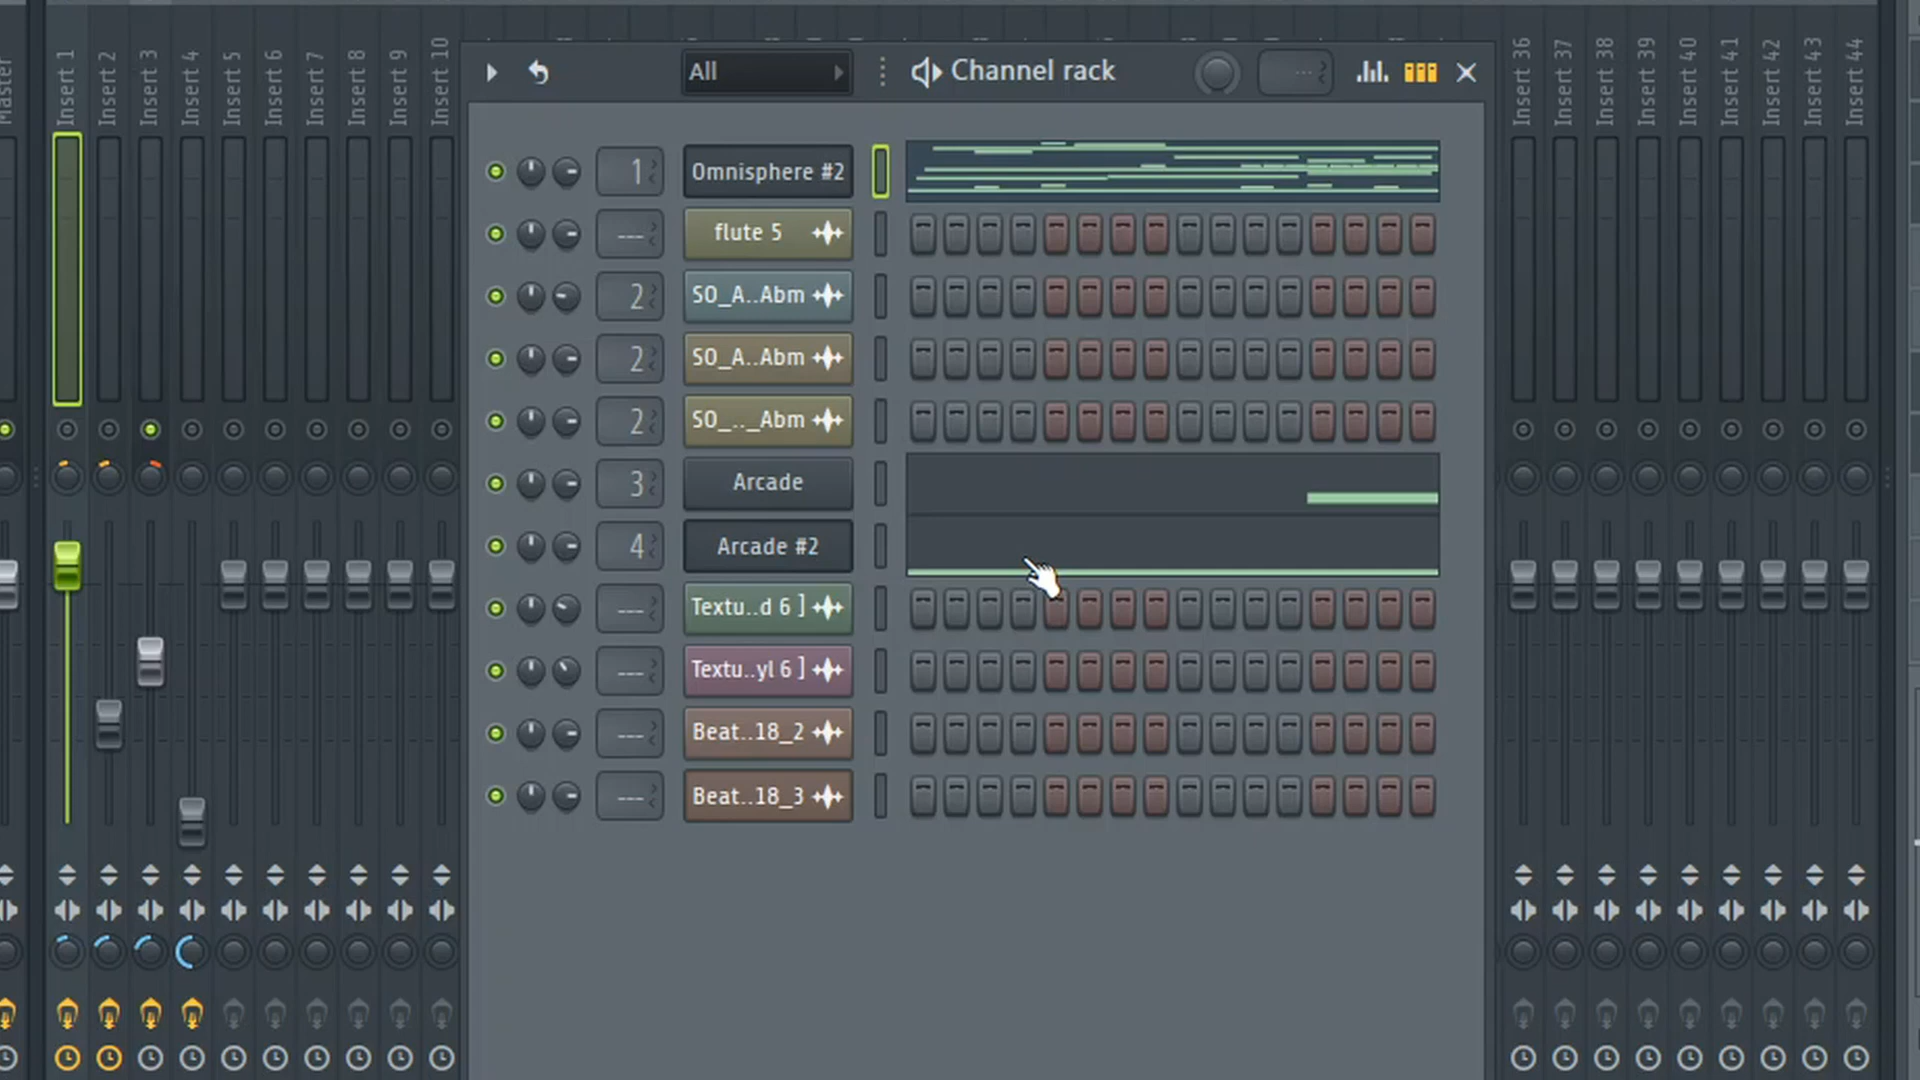 Master
Insert 1
Insert 2
Insert 3
Insert 4
Insert 5
Insert 6
Insert 7
Insert 8
Insert 9
Insert 10
All
Channel rack
---
Insert 36
Insert 37
Insert 38
Insert 39
Insert 40
Insert 41
Insert 42
Insert 43
Insert 44
1 Omnisphere #2
--- flute 5
2 SO_A..Abm
2 SO_A..Abm
2 SO_.._Abm
3 Arcade
4 Arcade #2
--- Textu..d 6 ]
--- Textu..yl 6 ]
--- Beat..18_2
--- Beat..18_3